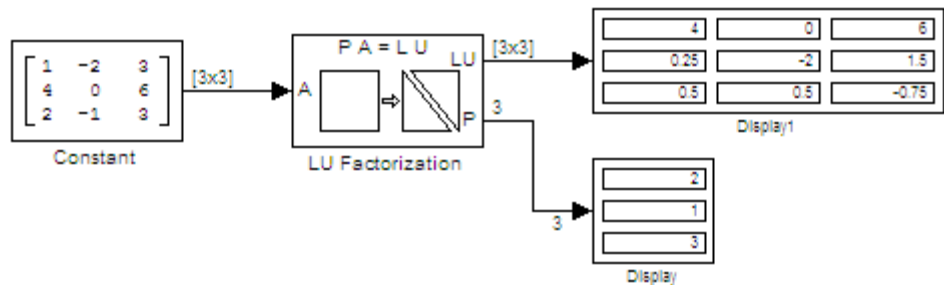 1 -2 3
4 0 6
2 -1 3
Constant
[3x3]
P A = L U
A
LU
P
LU Factorization
[3x3]
3
3
4 0 6
0.25 -2 1.5
0.5 0.5 -0.75
Display1
2
1
3
Display